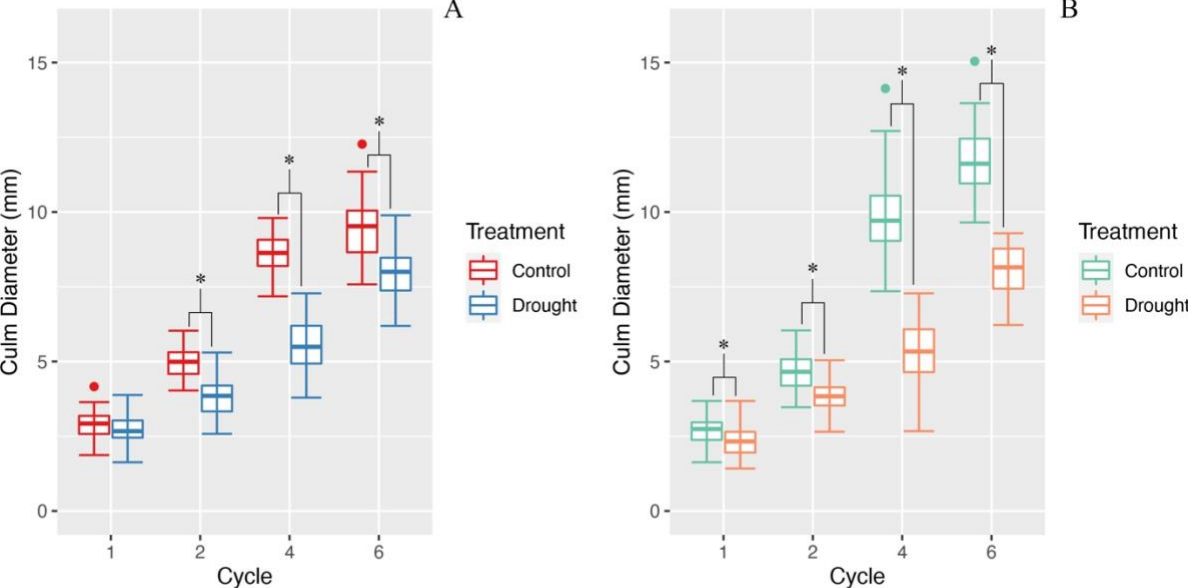 A
Culm Diameter (mm)
15
10
5
0
*
*
*
1
2
4
6
Cycle
Treatment
Control
Drought
B
Culm Diameter (mm)
15
10
5
0
*
*
*
*
1
2
4
6
Cycle
Treatment
Control
Drought